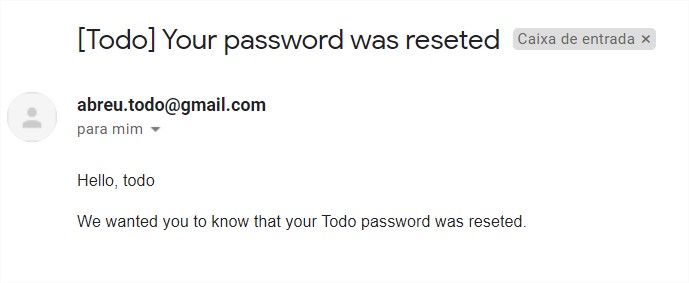 [Todo] Your password was reseted Caixa de entrada ×
abreu.todo@gmail.com
para mim
Hello, todo
We wanted you to know that your Todo password was reseted.